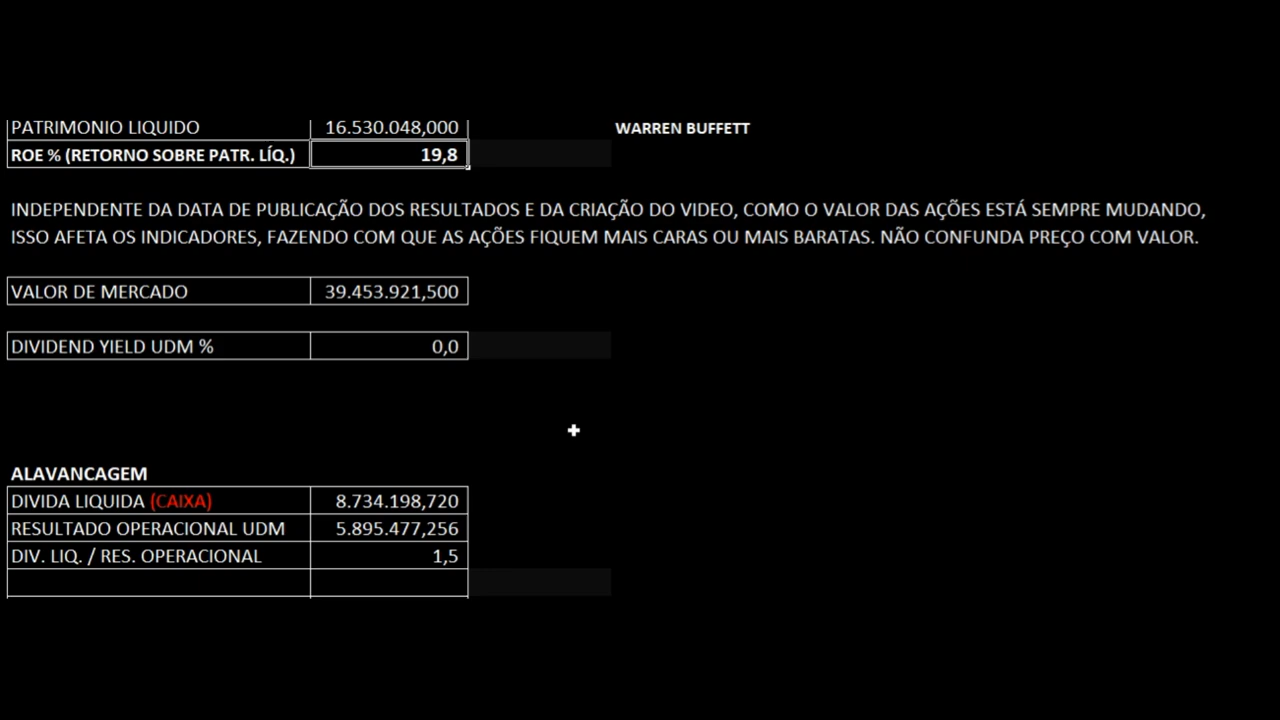 PATRIMONIO LIQUIDO 16.530.048,000 WARREN BUFFETT
ROE % (RETORNO SOBRE PATR. LÍQ.) 19,8
INDEPENDENTE DA DATA DE PUBLICAÇÃO DOS RESULTADOS E DA CRIAÇÃO DO VIDEO, COMO O VALOR DAS AÇÕES ESTÁ SEMPRE MUDANDO,
ISSO AFETA OS INDICADORES, FAZENDO COM QUE AS AÇÕES FIQUEM MAIS CARAS OU MAIS BARATAS. NÃO CONFUNDA PREÇO COM VALOR.
VALOR DE MERCADO 39.453.921,500
DIVIDEND YIELD UDM % 0,0
ALAVANCAGEM
DIVIDA LIQUIDA (CAIXA) 8.734.198,720
RESULTADO OPERACIONAL UDM 5.895.477,256
DIV. LIQ. / RES. OPERACIONAL 1,5